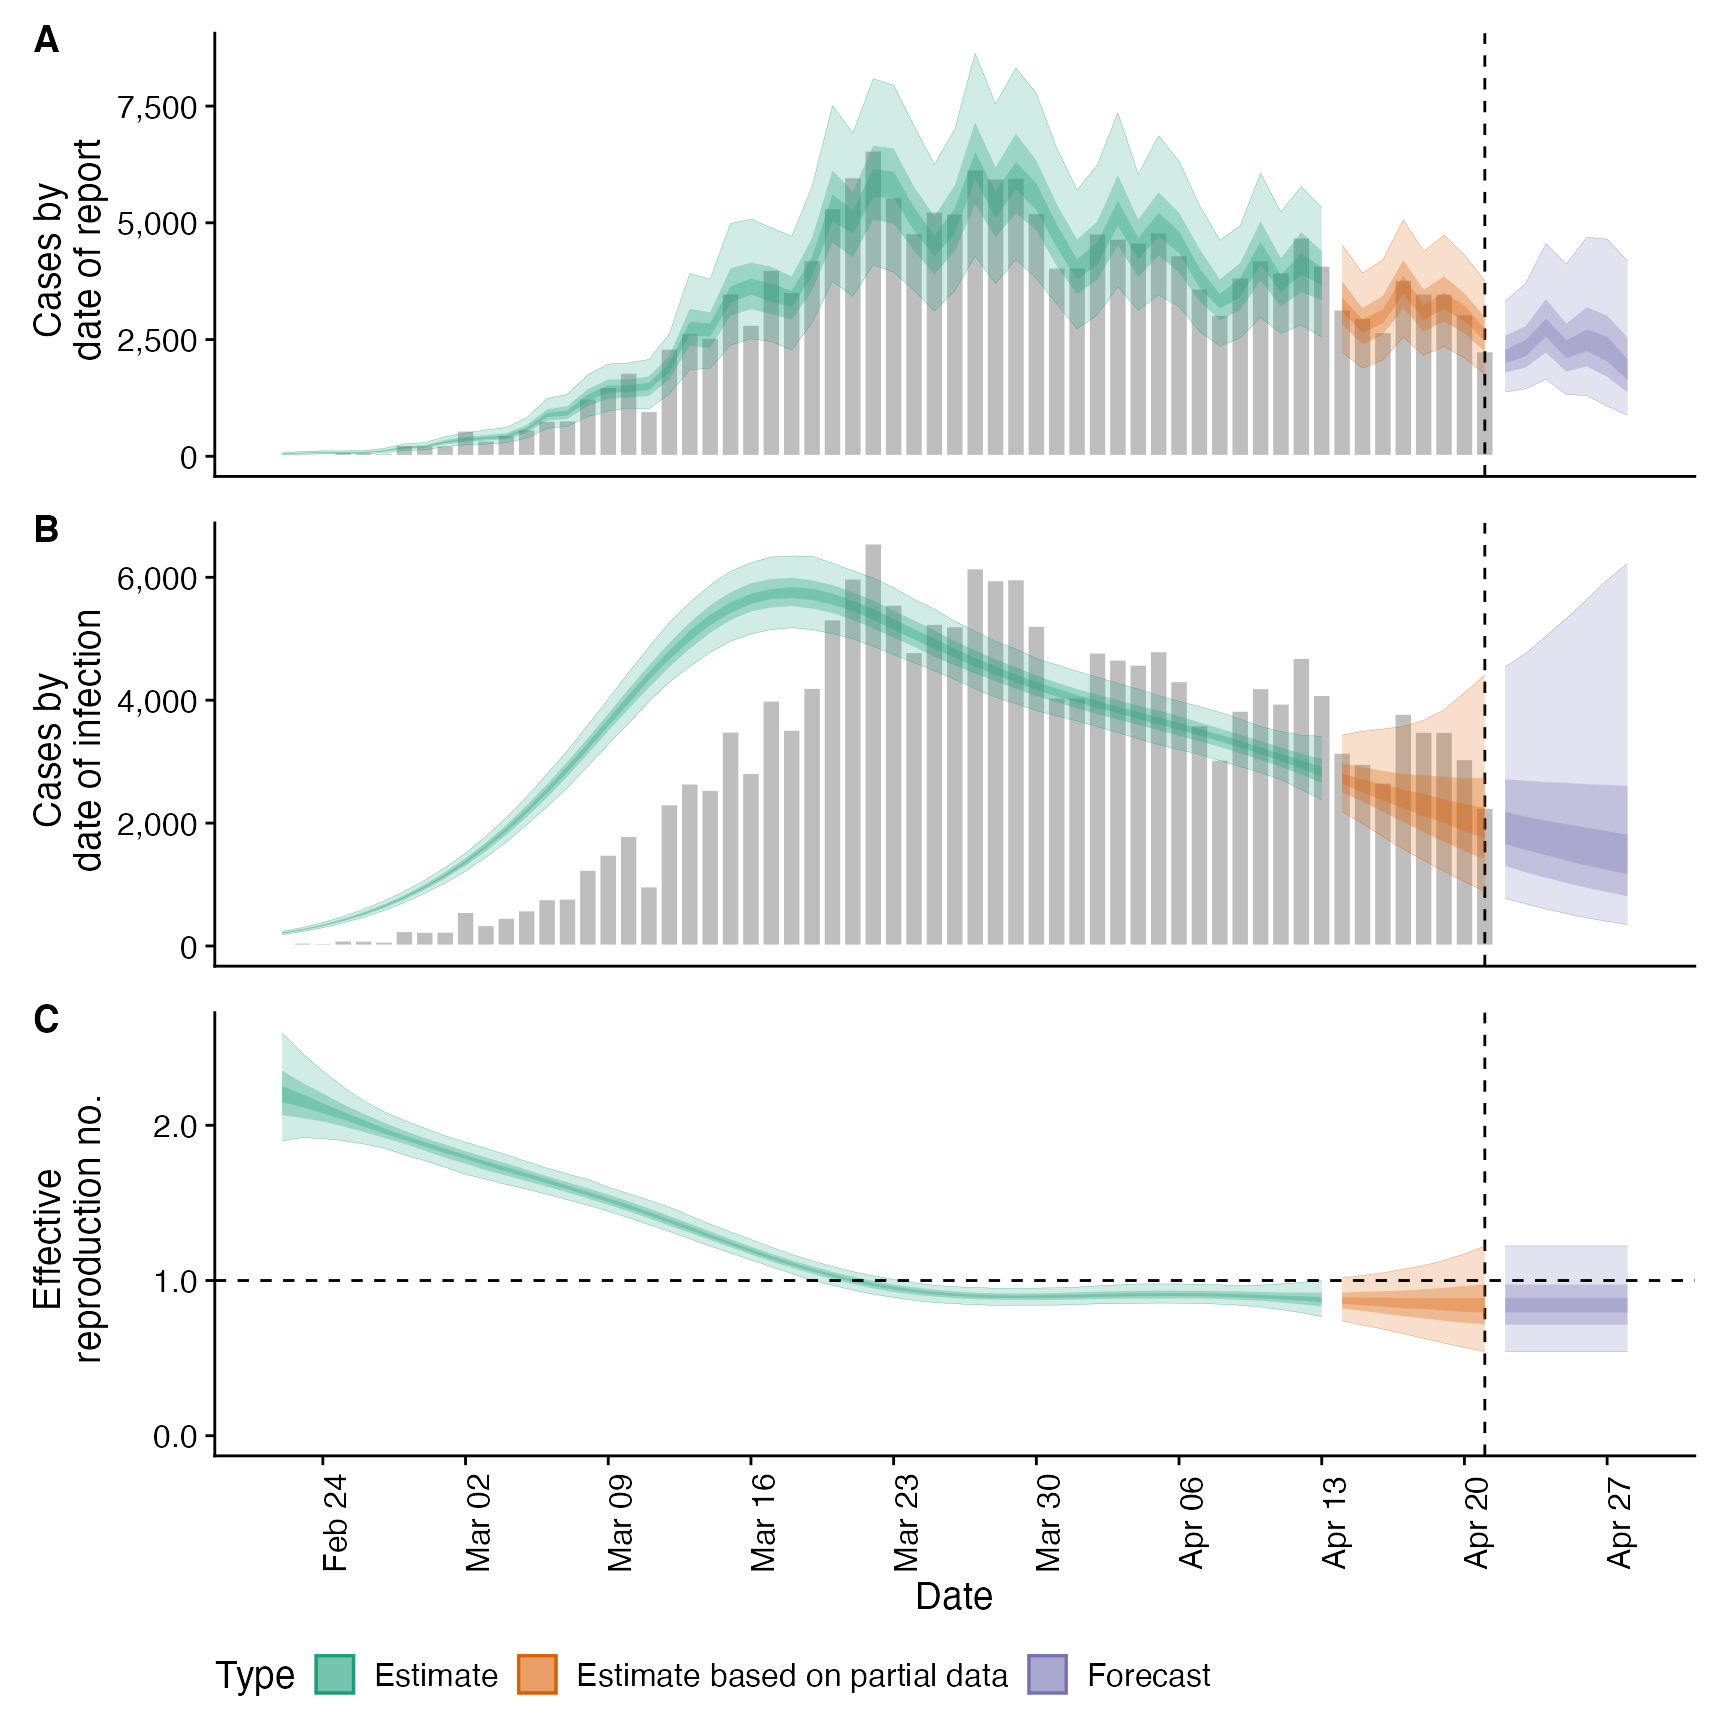 A
Cases by
date of report
7,500
5,000
2,500
0
B
Cases by
date of infection
6,000
4,000
2,000
0
C
Effective
reproduction no.
2.0
1.0
0.0
Feb 24
Mar 02
Mar 09
Mar 16
Mar 23
Mar 30
Apr 06
Apr 13
Apr 20
Apr 27
Date
Type Estimate Estimate based on partial data Forecast